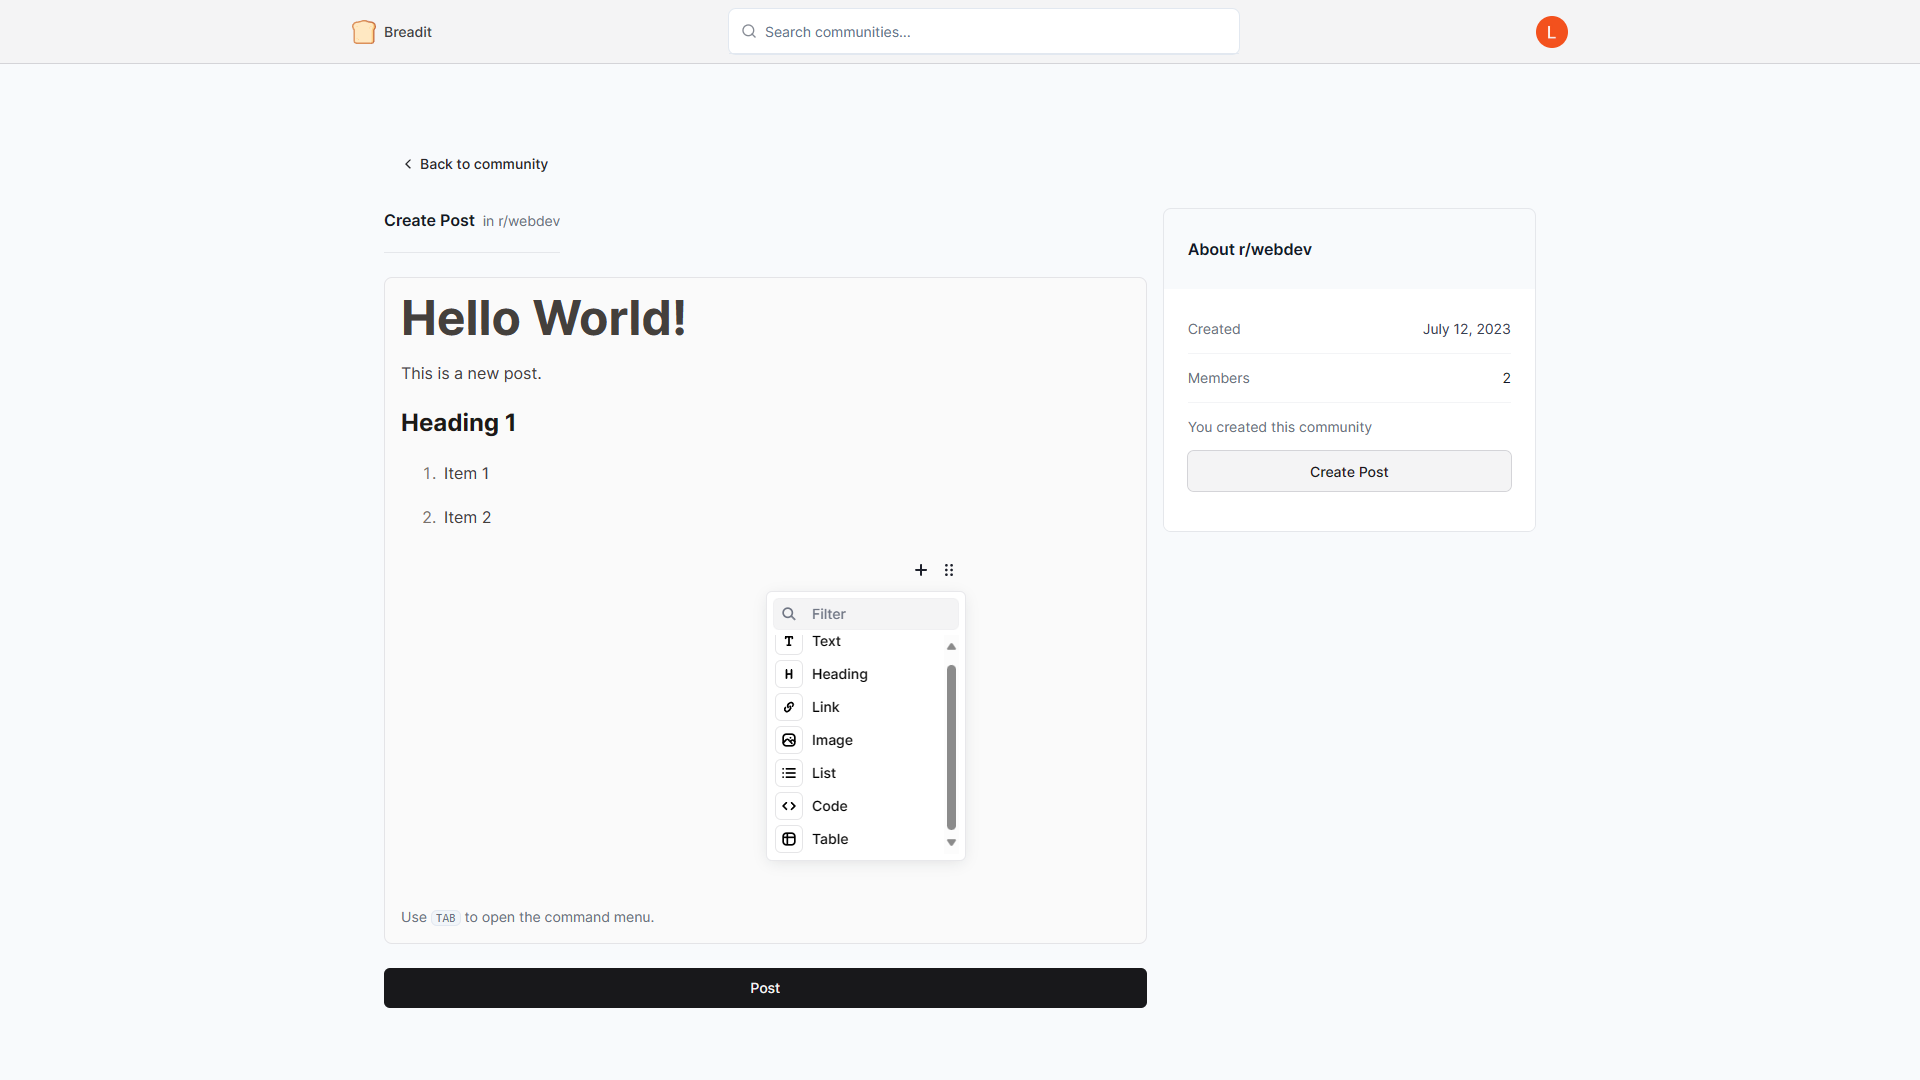 Breadit
Search communities...
L
Back to community
Create Post in r/webdev
Hello World!
This is a new post.
Heading 1
1. Item 1
2. Item 2
Filter
Text
Heading
Link
Image
List
Code
Table
Use TAB to open the command menu.
Post
About r/webdev
Created July 12, 2023
Members 2
You created this community
Create Post